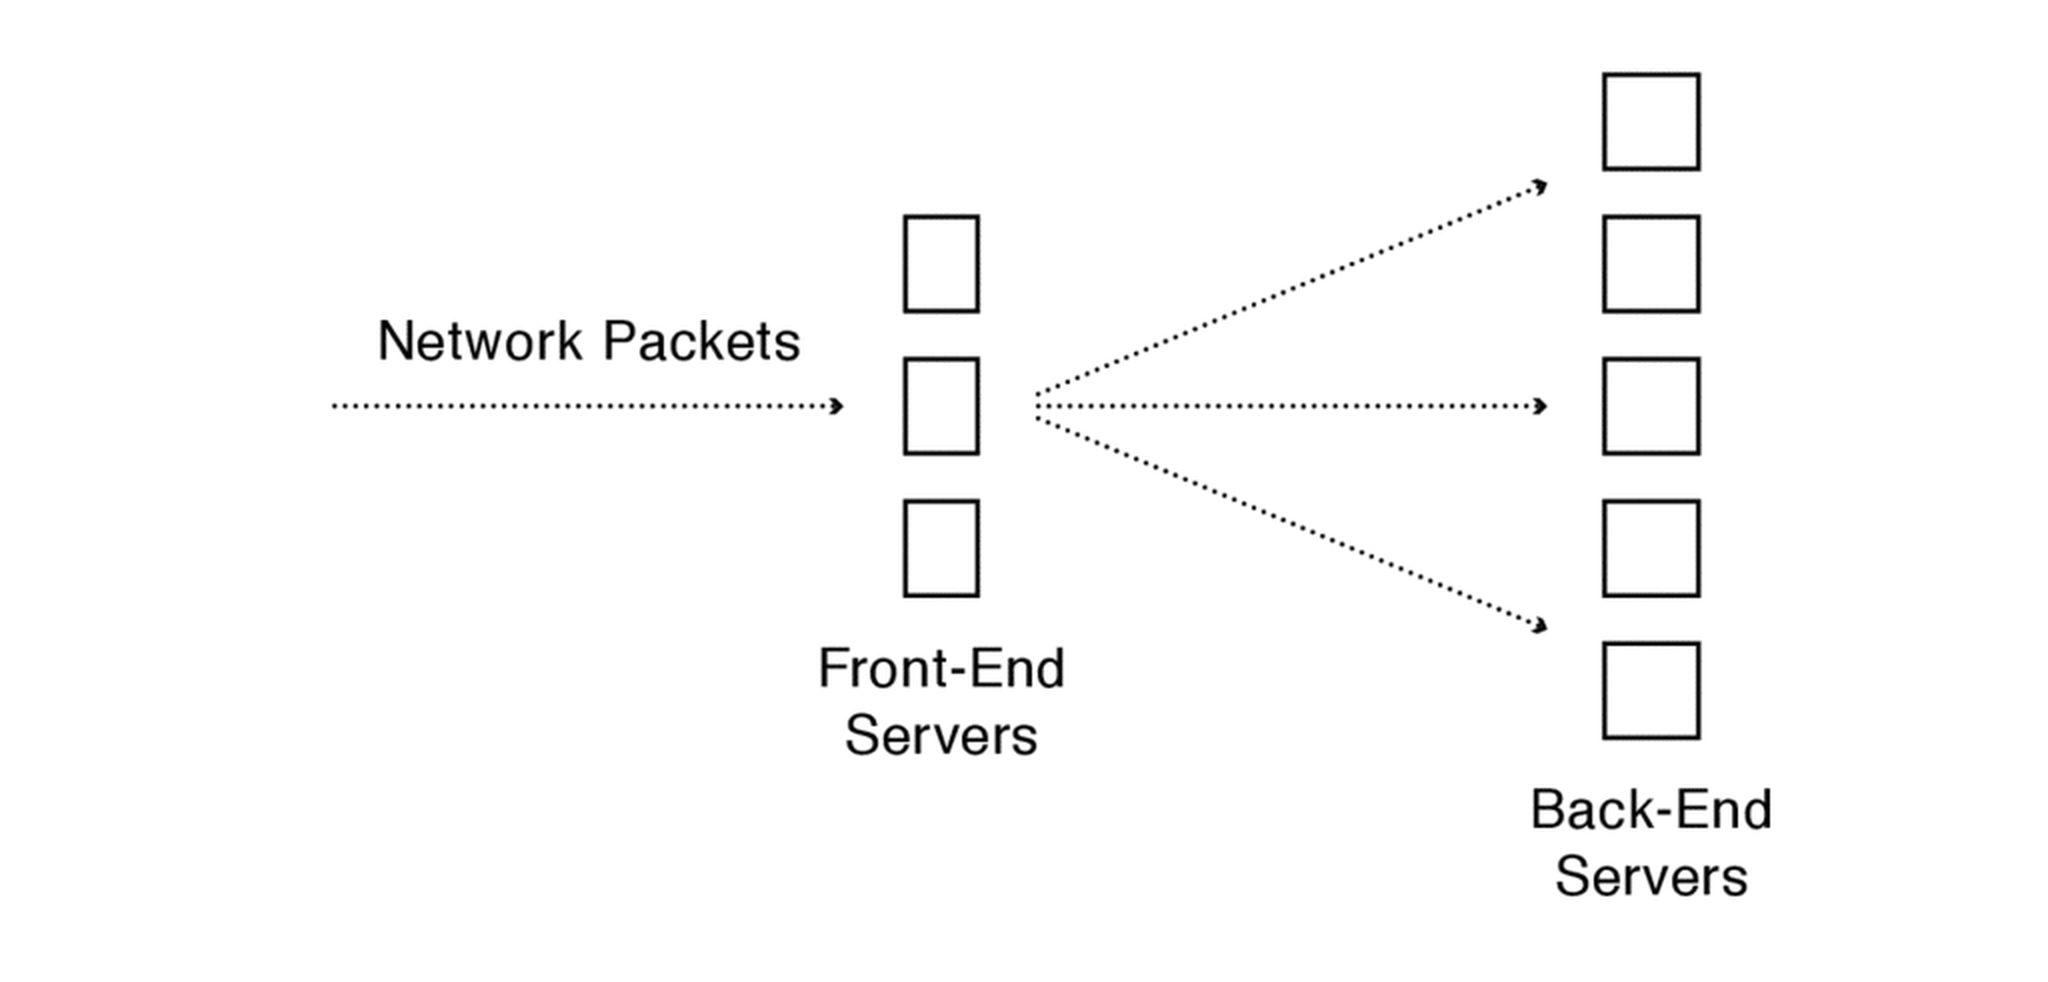 Network Packets
Front-End
Servers
Back-End
Servers